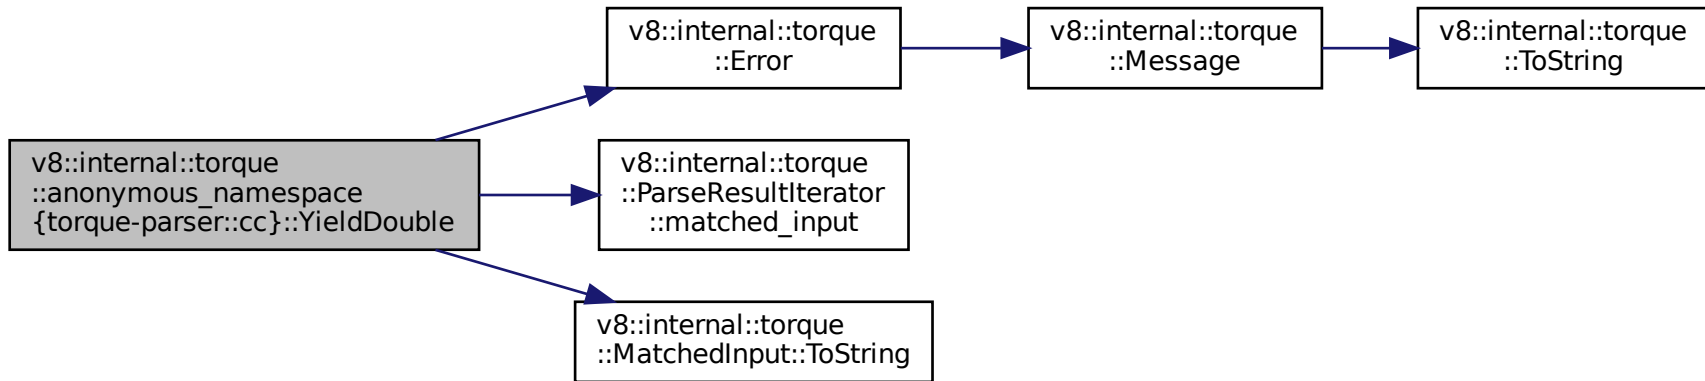 v8::internal::torque
::anonymous_namespace
{torque-parser::cc}::YieldDouble
v8::internal::torque
::Error
v8::internal::torque
::Message
v8::internal::torque
::ToString
v8::internal::torque
::ParseResultIterator
::matched_input
v8::internal::torque
::MatchedInput::ToString